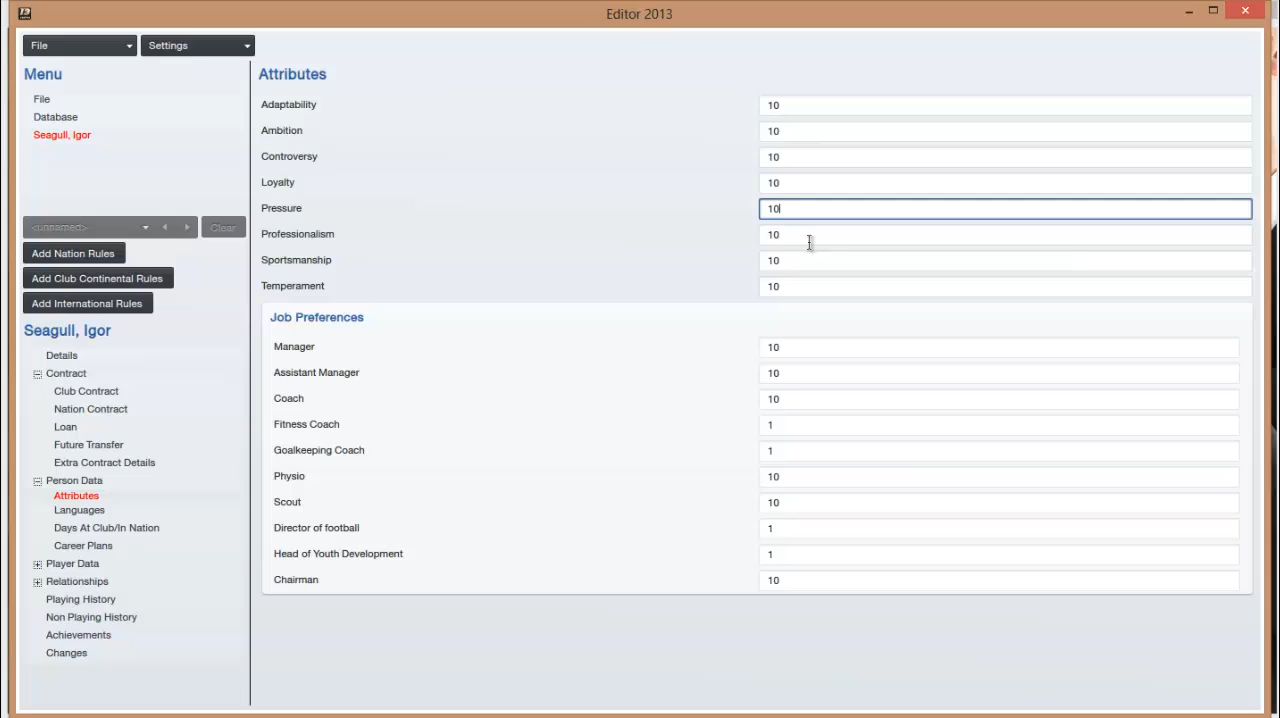 Editor 2013
File
Settings
Menu
File
Database
Seagull, Igor
<unnamed>
Clear
Add Nation Rules
Add Club Continental Rules
Add International Rules
Seagull, Igor
Details
Contract
Club Contract
Nation Contract
Loan
Future Transfer
Extra Contract Details
Person Data
Attributes
Languages
Days At Club/In Nation
Career Plans
Player Data
Relationships
Playing History
Non Playing History
Achievements
Changes
Attributes
Adaptability 10
Ambition 10
Controversy 10
Loyalty 10
Pressure 10
Professionalism 10
Sportsmanship 10
Temperament 10
Job Preferences
Manager 10
Assistant Manager 10
Coach 10
Fitness Coach 1
Goalkeeping Coach 1
Physio 10
Scout 10
Director of football 1
Head of Youth Development 1
Chairman 10